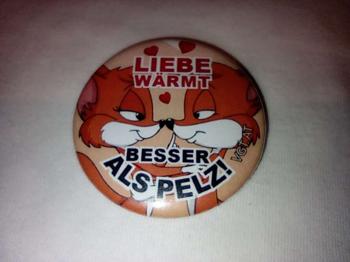 LIEBE
WÄRMT
BESSER
ALS PELZ!
VGT.AT